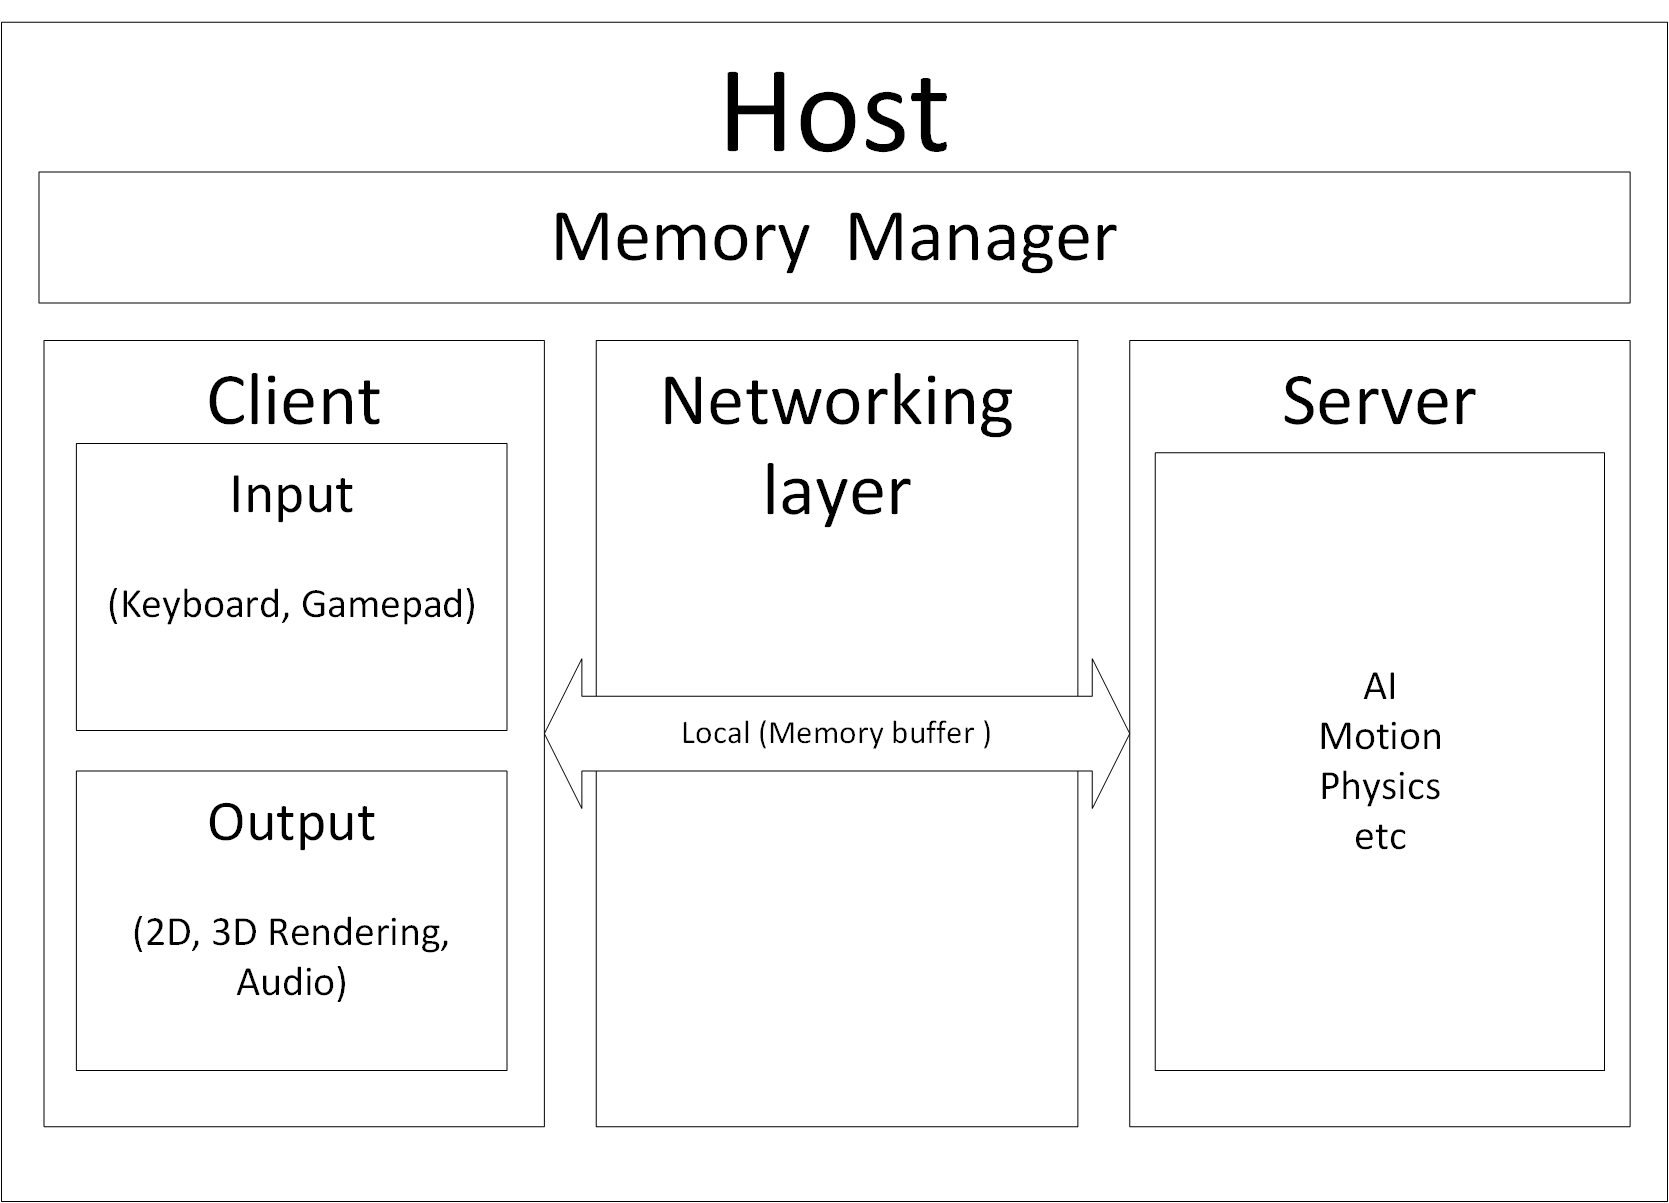 Host
Memory  Manager
Client
Input
(Keyboard, Gamepad)
Output
(2D, 3D Rendering,
Audio)
Networking
layer
Local (Memory buffer )
Server
AI
Motion
Physics
etc